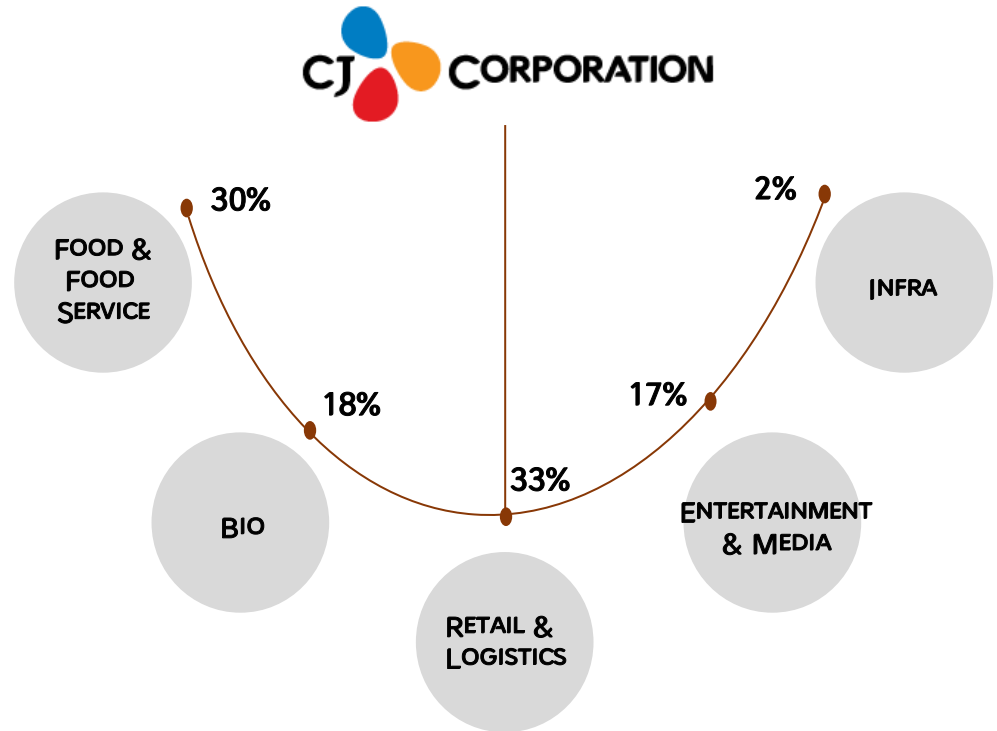 CJ CORPORATION
30%
2%
FOOD &
FOOD
SERVICE
INFRA
18%
17%
33%
BIO
ENTERTAINMENT
& MEDIA
RETAIL &
LOGISTICS